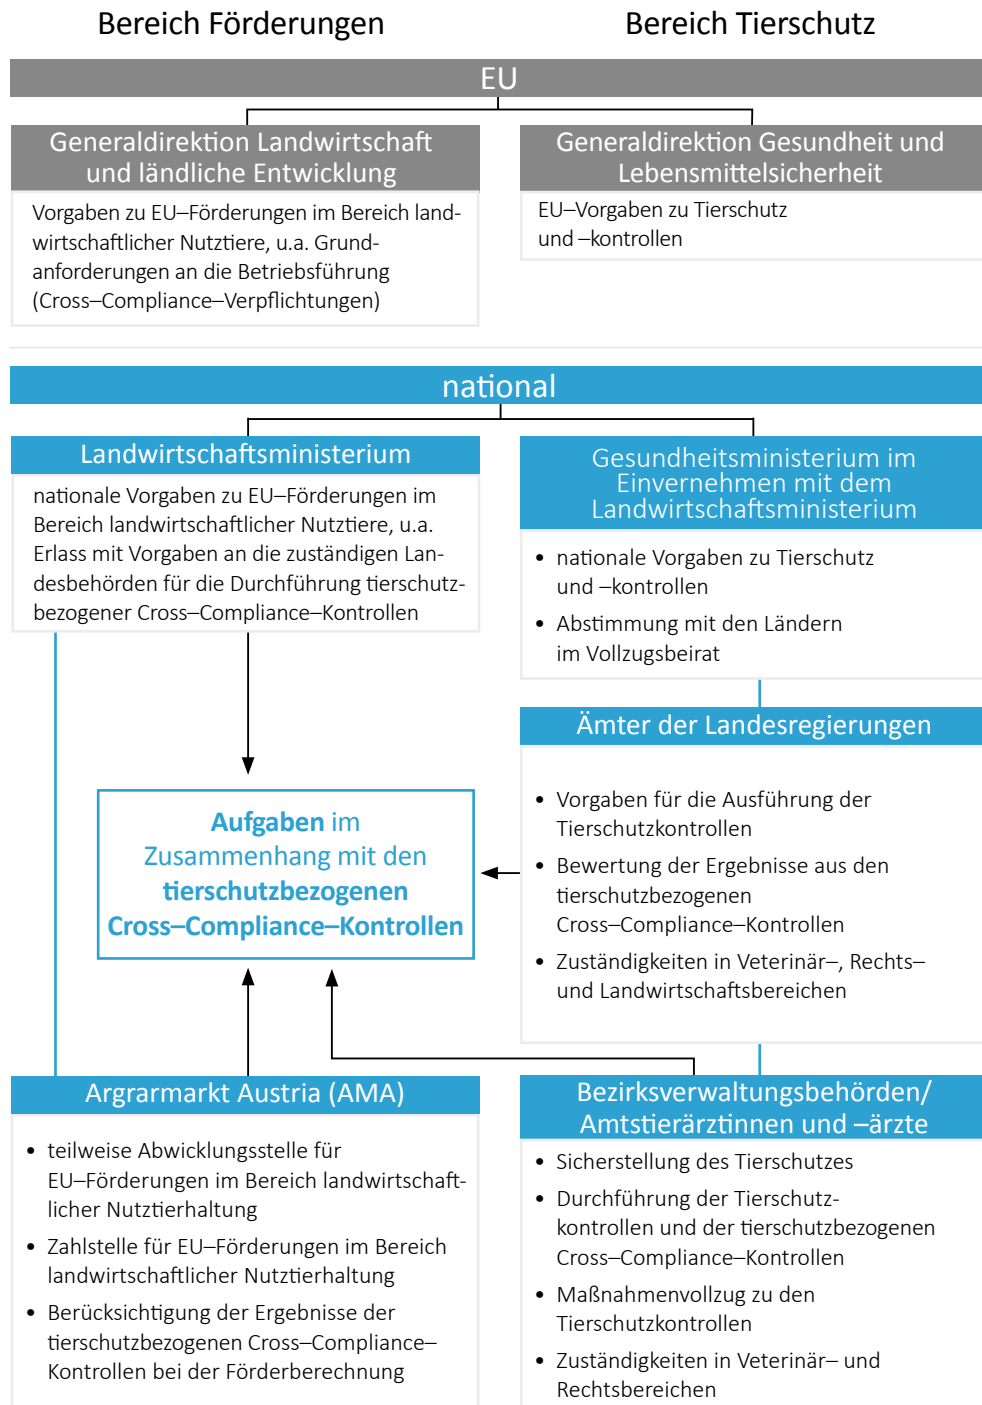 Bereich Förderungen
Bereich Tierschutz
EU
Generaldirektion Landwirtschaft
und ländliche Entwicklung
Vorgaben zu EU–Förderungen im Bereich land-
wirtschaftlicher Nutztiere, u.a. Grund-
anforderungen an die Betriebsführung
(Cross–Compliance–Verpflichtungen)
Generaldirektion Gesundheit und
Lebensmittelsicherheit
EU–Vorgaben zu Tierschutz
und –kontrollen
national
Landwirtschaftsministerium
nationale Vorgaben zu EU–Förderungen im
Bereich landwirtschaftlicher Nutztiere, u.a.
Erlass mit Vorgaben an die zuständigen Lan-
desbehörden für die Durchführung tierschutz-
bezogener Cross–Compliance–Kontrollen
Gesundheitsministerium im
Einvernehmen mit dem
Landwirtschaftsministerium
• nationale Vorgaben zu Tierschutz
und –kontrollen
• Abstimmung mit den Ländern
im Vollzugsbeirat
Ämter der Landesregierungen
• Vorgaben für die Ausführung der
Tierschutzkontrollen
• Bewertung der Ergebnisse aus den
tierschutzbezogenen
Cross–Compliance–Kontrollen
• Zuständigkeiten in Veterinär–, Rechts–
und Landwirtschaftsbereichen
Aufgaben im
Zusammenhang mit den
tierschutzbezogenen
Cross–Compliance–Kontrollen
Argrarmarkt Austria (AMA)
• teilweise Abwicklungsstelle für
EU–Förderungen im Bereich landwirtschaft-
licher Nutztierhaltung
• Zahlstelle für EU–Förderungen im Bereich
landwirtschaftlicher Nutztierhaltung
• Berücksichtigung der Ergebnisse der
tierschutzbezogenen Cross–Compliance–
Kontrollen bei der Förderberechnung
Bezirksverwaltungsbehörden/
Amtstierärztinnen und –ärzte
• Sicherstellung des Tierschutzes
• Durchführung der Tierschutz-
kontrollen und der tierschutzbezogenen
Cross–Compliance–Kontrollen
• Maßnahmenvollzug zu den
Tierschutzkontrollen
• Zuständigkeiten in Veterinär– und
Rechtsbereichen